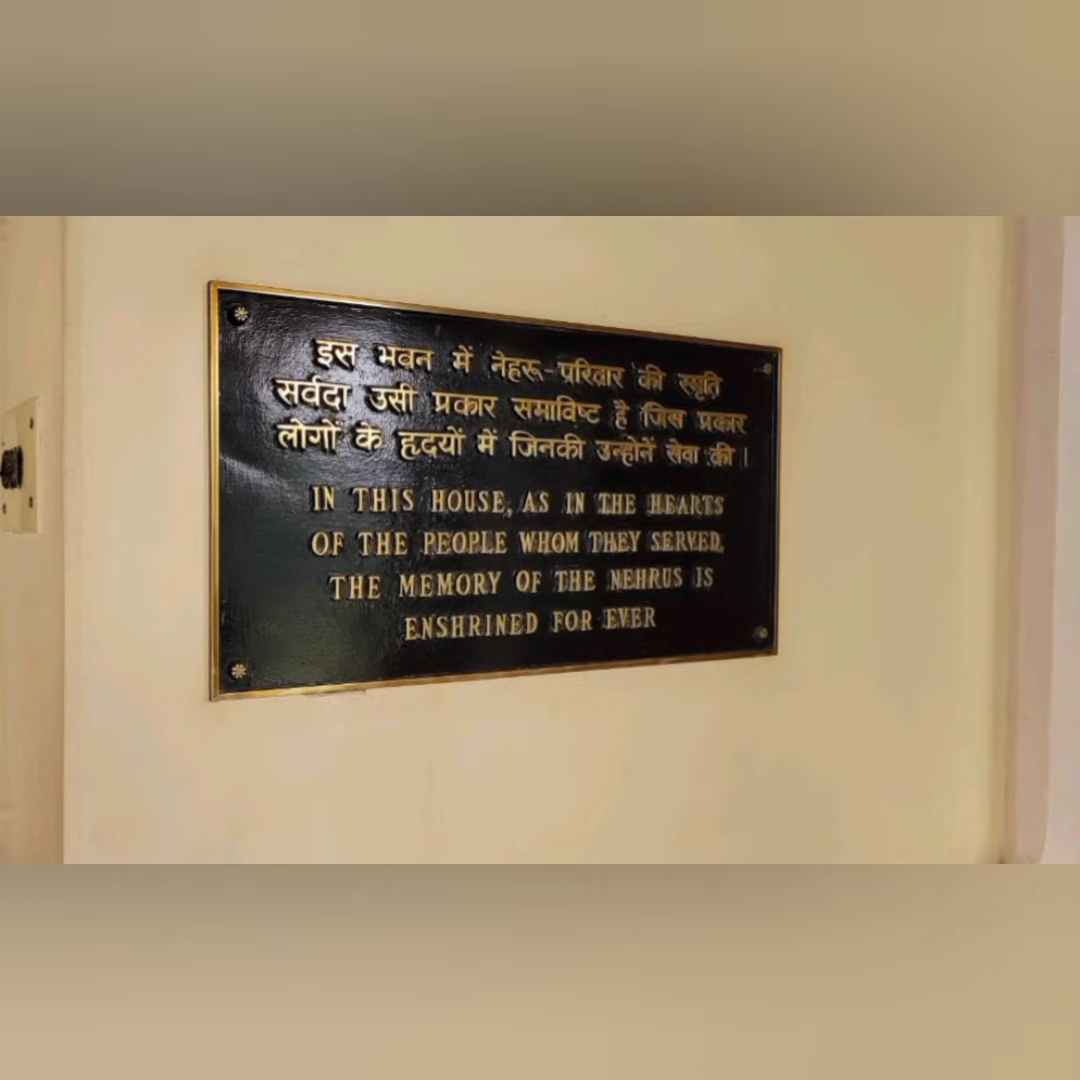 इस भवन में नेहरू-परिवार की स्मृति
सर्वदा उसी प्रकार समाविष्ट है जिस प्रकार
लोगों के हृदयों में जिनकी उन्होनें सेवा की।
IN THIS HOUSE, AS IN THE HEARTS
OF THE PEOPLE WHOM THEY SERVED,
THE MEMORY OF THE NEHRUS IS
ENSHRINED FOR EVER